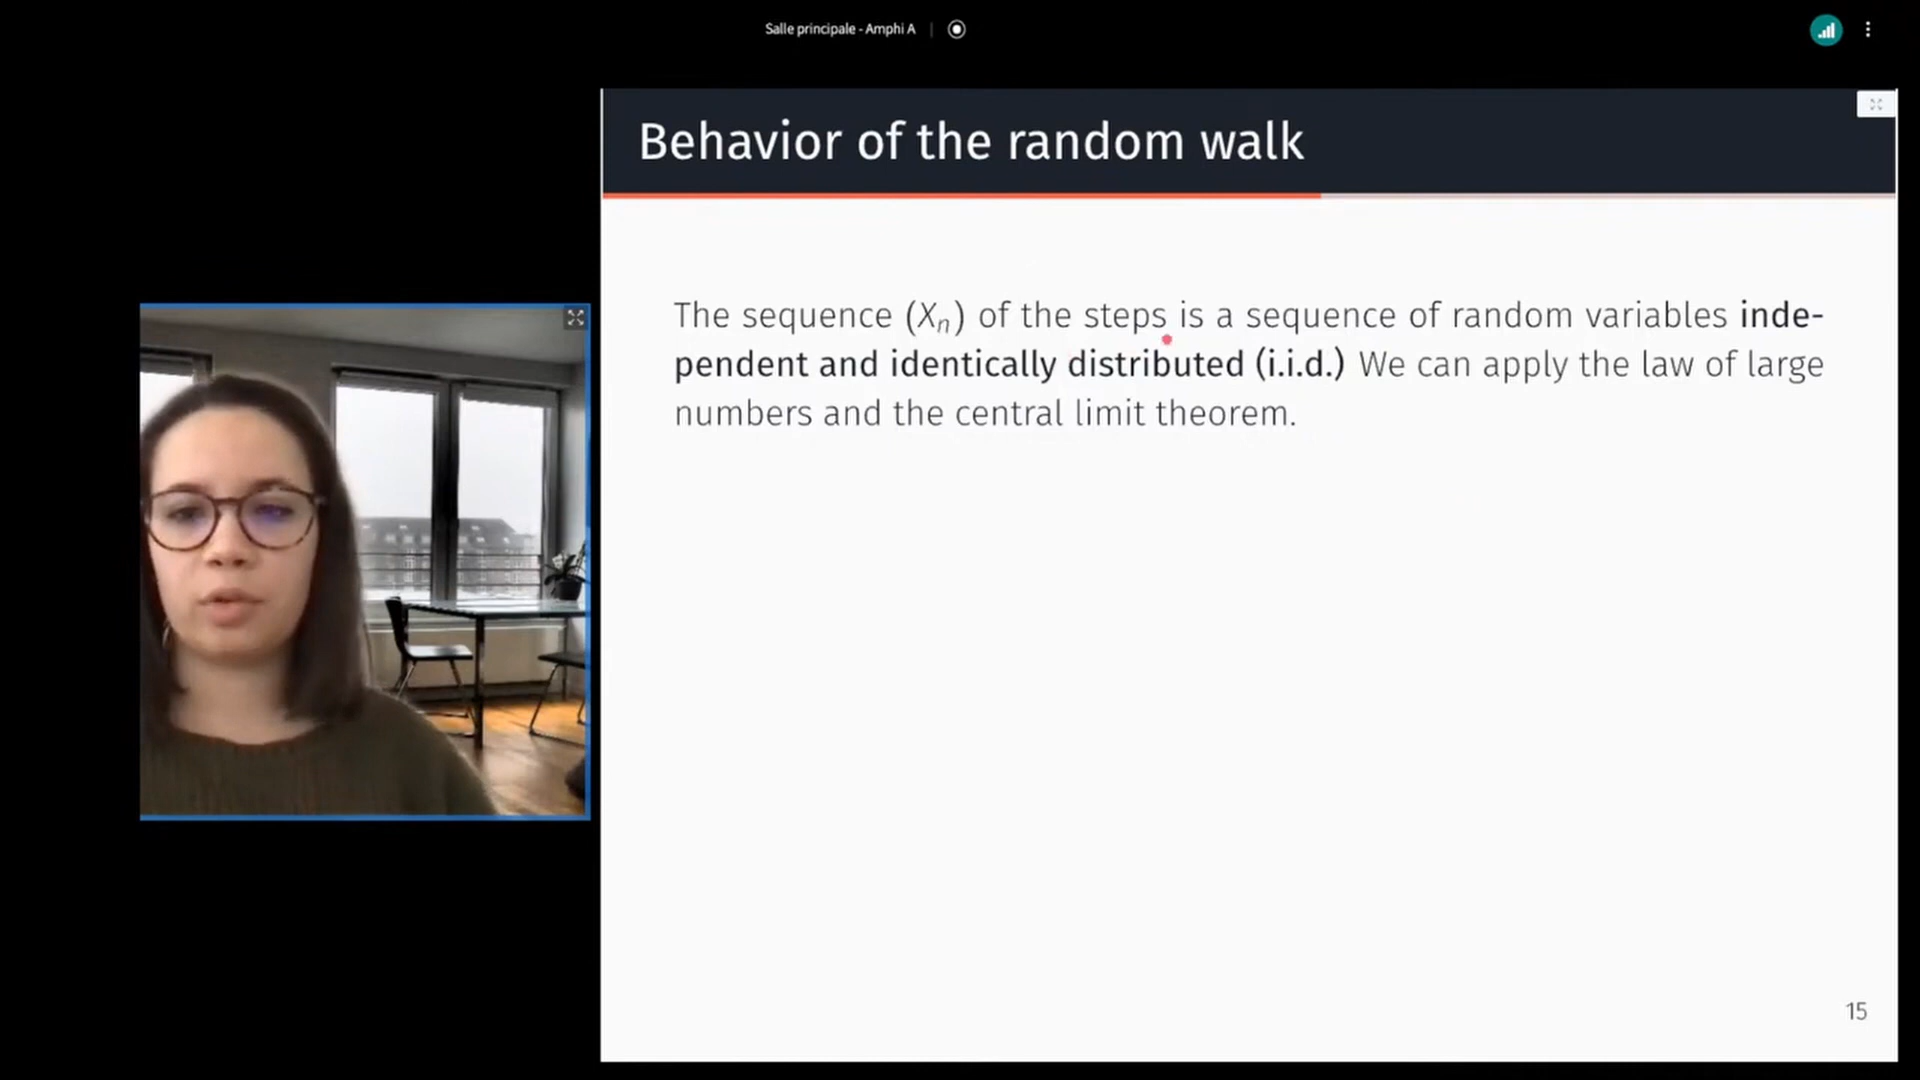 Salle principale - Amphi A
Behavior of the random walk
The sequence (Xₙ) of the steps is a sequence of random variables inde-
pendent and identically distributed (i.i.d.) We can apply the law of large
numbers and the central limit theorem.
15